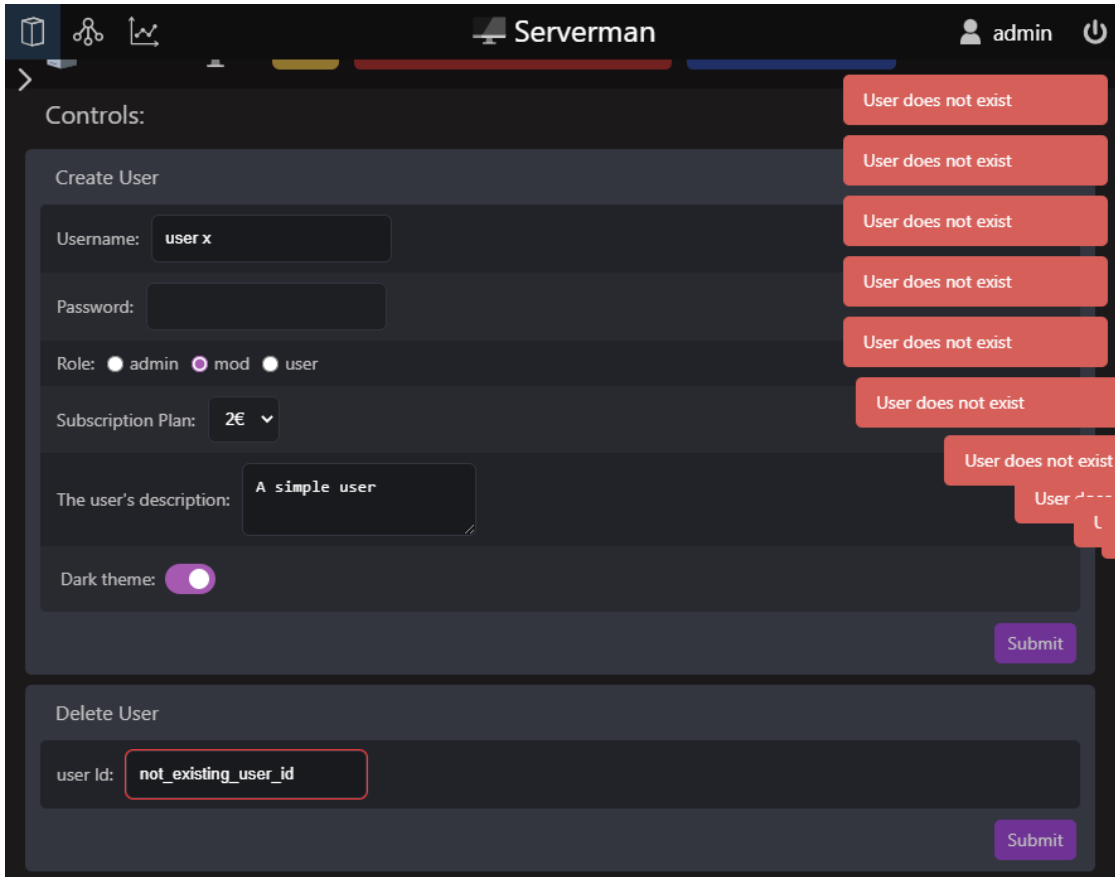 Serverman
admin
Controls:
User does not exist
User does not exist
User does not exist
User does not exist
User does not exist
User does not exist
User does not exist
User
Create User
Username: user x
Password:
Role: admin mod user
Subscription Plan: 2€
The user's description: A simple user
Dark theme:
Submit
Delete User
user Id: not_existing_user_id
Submit